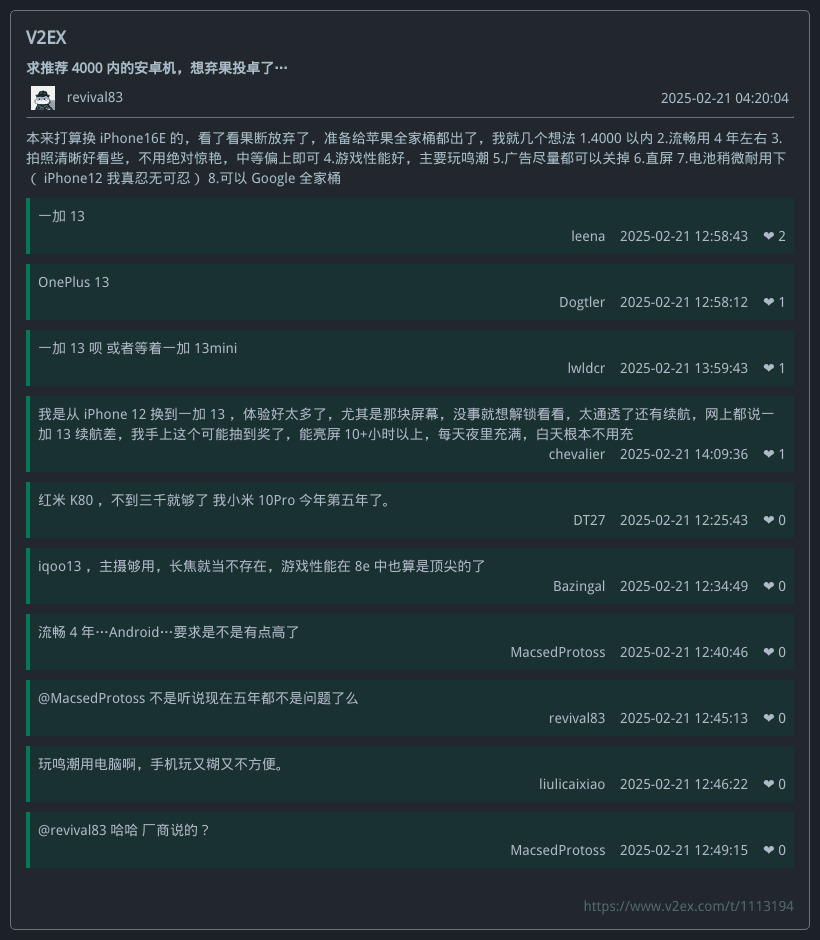 V2EX
求推荐 4000 内的安卓机，想弃果投卓了…
revival83
2025-02-21 04:20:04
本来打算换 iPhone16E 的，看了看果断放弃了，准备给苹果全家桶都出了，我就几个想法 1.4000 以内 2.流畅用 4 年左右 3.
拍照清晰好看些，不用绝对惊艳，中等偏上即可 4.游戏性能好，主要玩鸣潮 5.广告尽量都可以关掉 6.直屏 7.电池稍微耐用下
（ iPhone12 我真忍无可忍 ）8.可以 Google 全家桶
一加 13
leena 2025-02-21 12:58:43 ❤ 2
OnePlus 13
Dogtler 2025-02-21 12:58:12 ❤ 1
一加 13 呗 或者等着一加 13mini
lwldcr 2025-02-21 13:59:43 ❤ 1
我是从 iPhone 12 换到一加 13 ，体验好太多了，尤其是那块屏幕，没事就想解锁看看，太通透了还有续航，网上都说一
加 13 续航差，我手上这个可能抽到奖了，能亮屏 10+小时以上，每天夜里充满，白天根本不用充
chevalier 2025-02-21 14:09:36 ❤ 1
红米 K80 ，不到三千就够了 我小米 10Pro 今年第五年了。
DT27 2025-02-21 12:25:43 ❤ 0
iqoo13 ，主摄够用，长焦就当不存在，游戏性能在 8e 中也算是顶尖的了
Bazingal 2025-02-21 12:34:49 ❤ 0
流畅 4 年…Android…要求是不是有点高了
MacsedProtoss 2025-02-21 12:40:46 ❤ 0
@MacsedProtoss 不是听说现在五年都不是问题了么
revival83 2025-02-21 12:45:13 ❤ 0
玩鸣潮用电脑啊，手机玩又糊又不方便。
liulicaixiao 2025-02-21 12:46:22 ❤ 0
@revival83 哈哈 厂商说的？
MacsedProtoss 2025-02-21 12:49:15 ❤ 0
https://www.v2ex.com/t/1113194